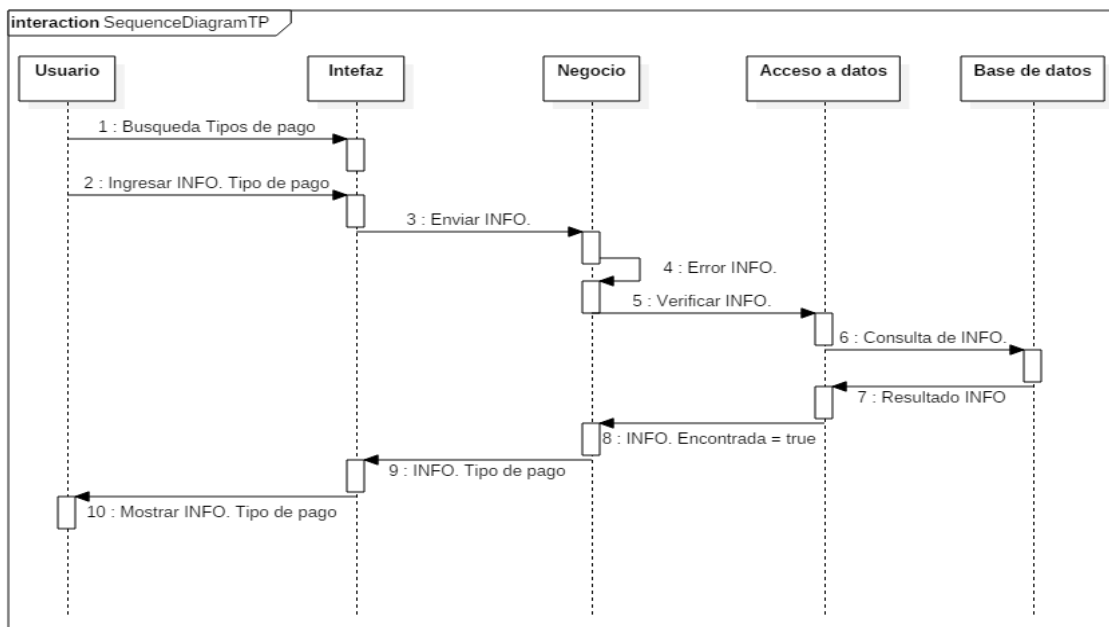 interaction SequenceDiagramTP
Usuario
Intefaz
Negocio
Acceso a datos
Base de datos
1 : Busqueda Tipos de pago
2 : Ingresar INFO. Tipo de pago
3 : Enviar INFO.
4 : Error INFO.
5 : Verificar INFO.
6 : Consulta de INFO.
7 : Resultado INFO
8 : INFO. Encontrada = true
9 : INFO. Tipo de pago
10 : Mostrar INFO. Tipo de pago